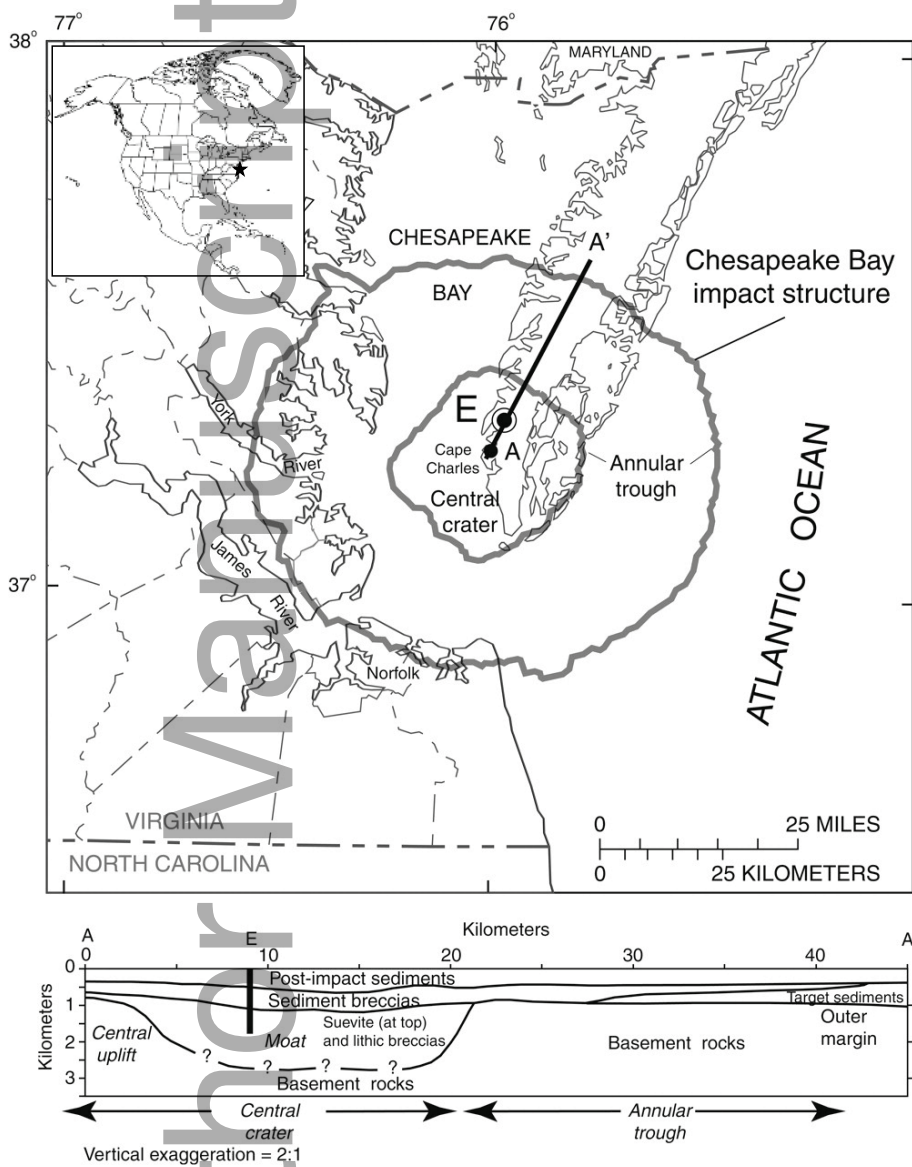 77°
76°
38°
MARYLAND
CHESAPEAKE
A'
BAY
Chesapeake Bay
impact structure
York
River
E
Cape
Charles
A
Central
crater
Annular
trough
ATLANTIC OCEAN
37°
James
River
Norfolk
VIRGINIA
NORTH CAROLINA
0 25 MILES
0 25 KILOMETERS
Kilometers
A E A
0 10 20 30 40
Kilometers
0
1
2
3
Post-impact sediments
Sediment breccias
Target sediments
Central
uplift
Moat
Suevite (at top)
and lithic breccias
Basement rocks
Outer
margin
? ? ? ?
Basement rocks
Central
crater
Annular
trough
Vertical exaggeration = 2:1
hor Manuscript